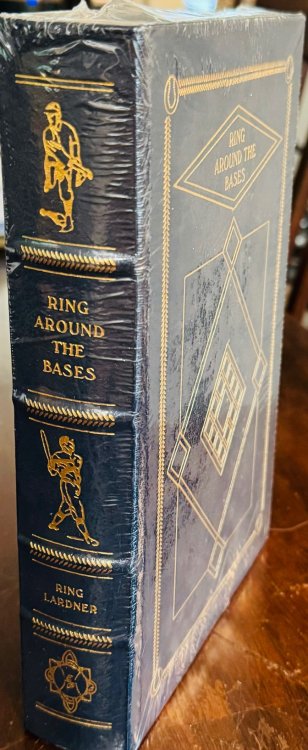 RING
AROUND
THE
BASES
RING
LARDNER
RING
AROUND THE
BASES